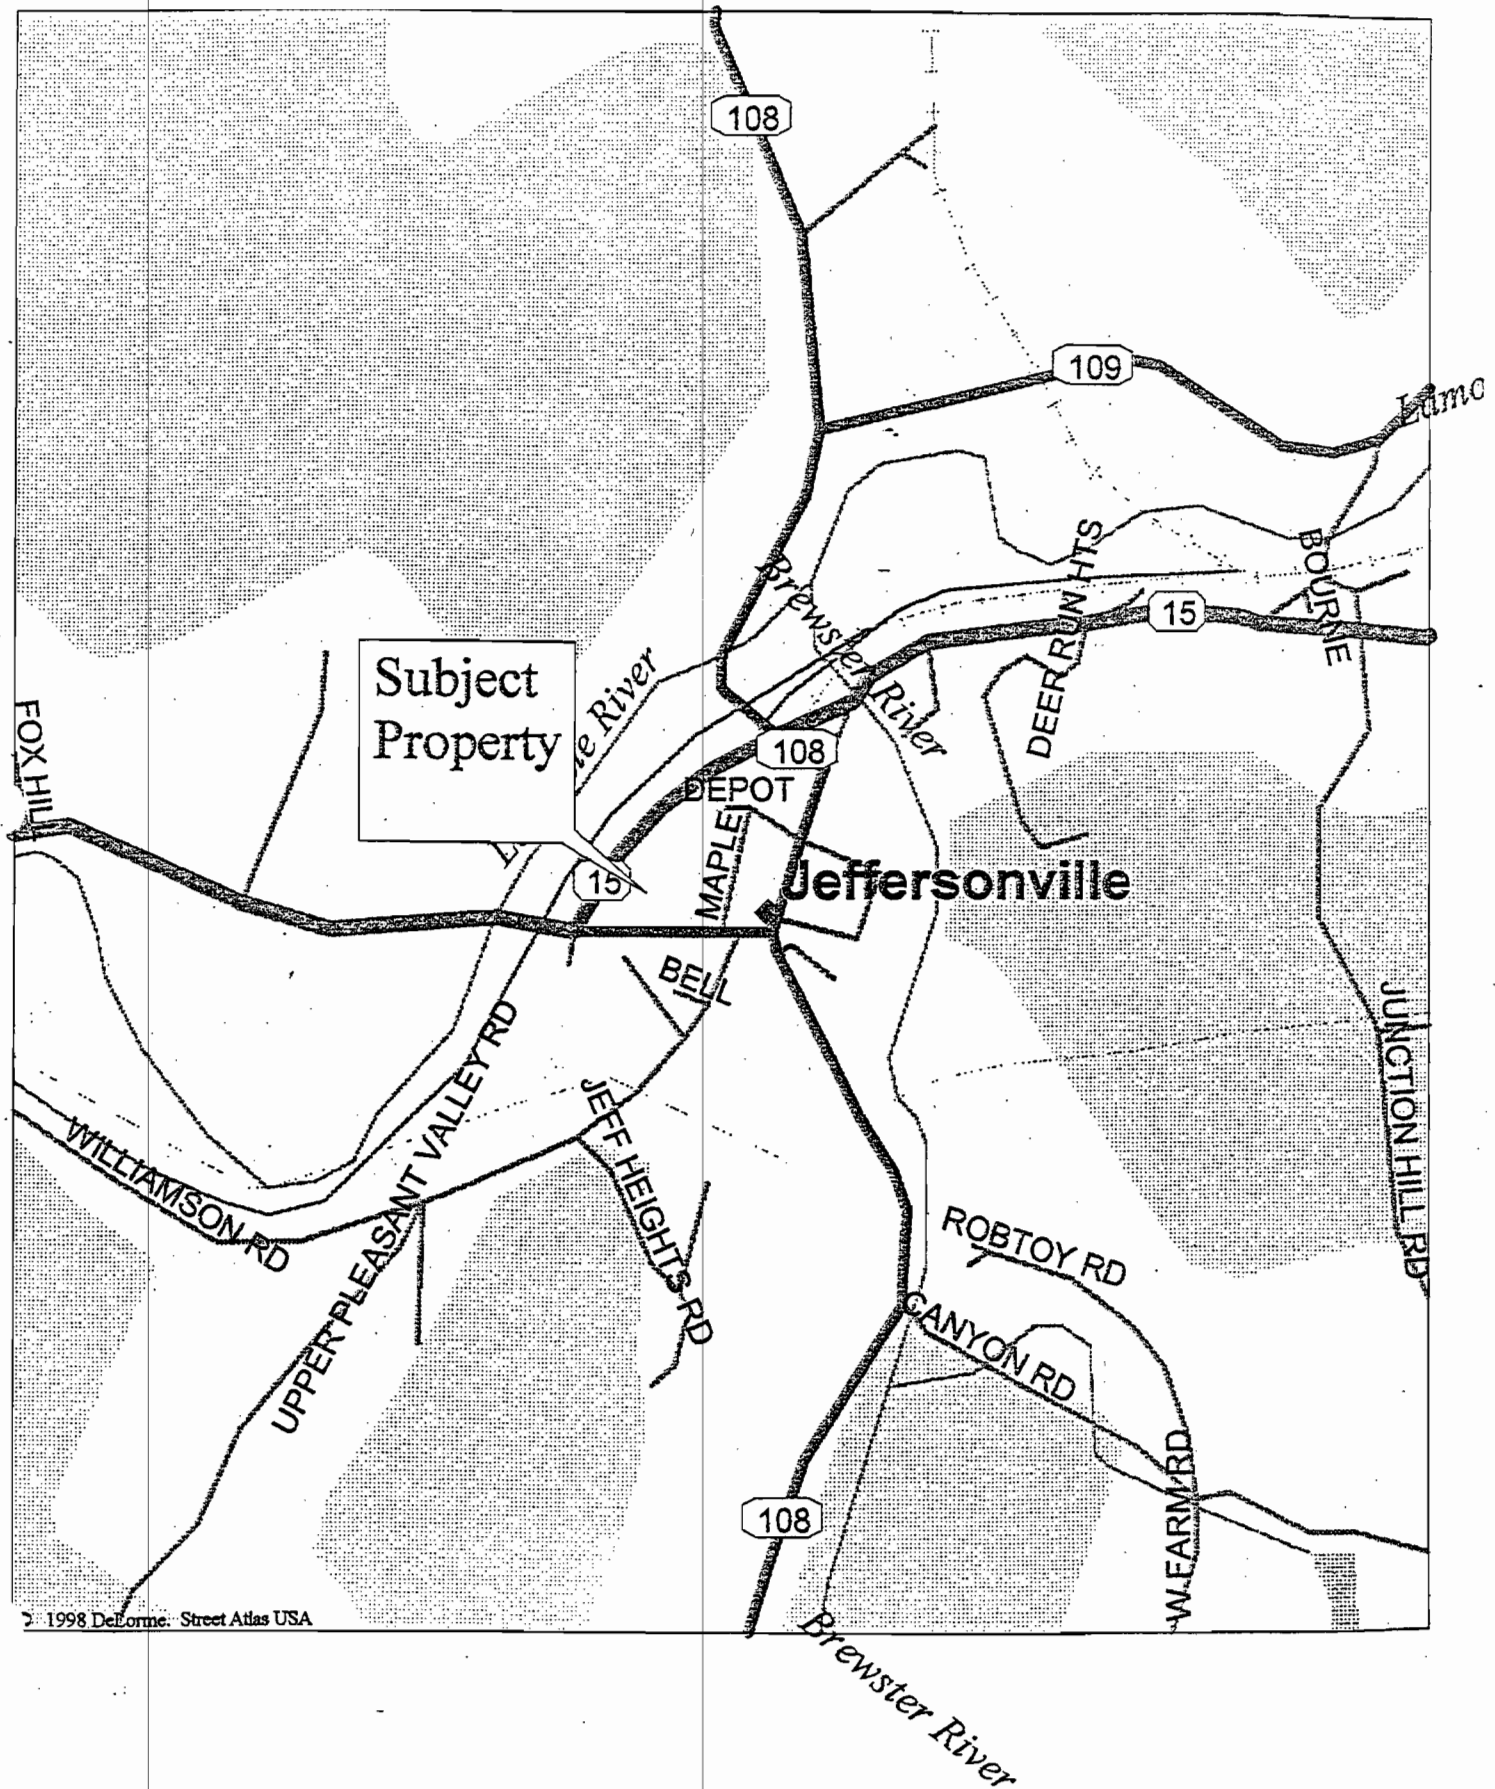 108
109
Lamo
DEER RUN HTS
BOURNE
15
Brewster River
Subject
Property
le River
FOX HILL
108
DEPOT
MAPLE
15
Jeffersonville
BELL
UPPER PLEASANT VALLEY RD
JUNCTION HILL RD
WILLIAMSON RD
JEFF HEIGHTS RD
ROBTOY RD
CANYON RD
W FARM RD
108
1998 DeLorme. Street Atlas USA
Brewster River